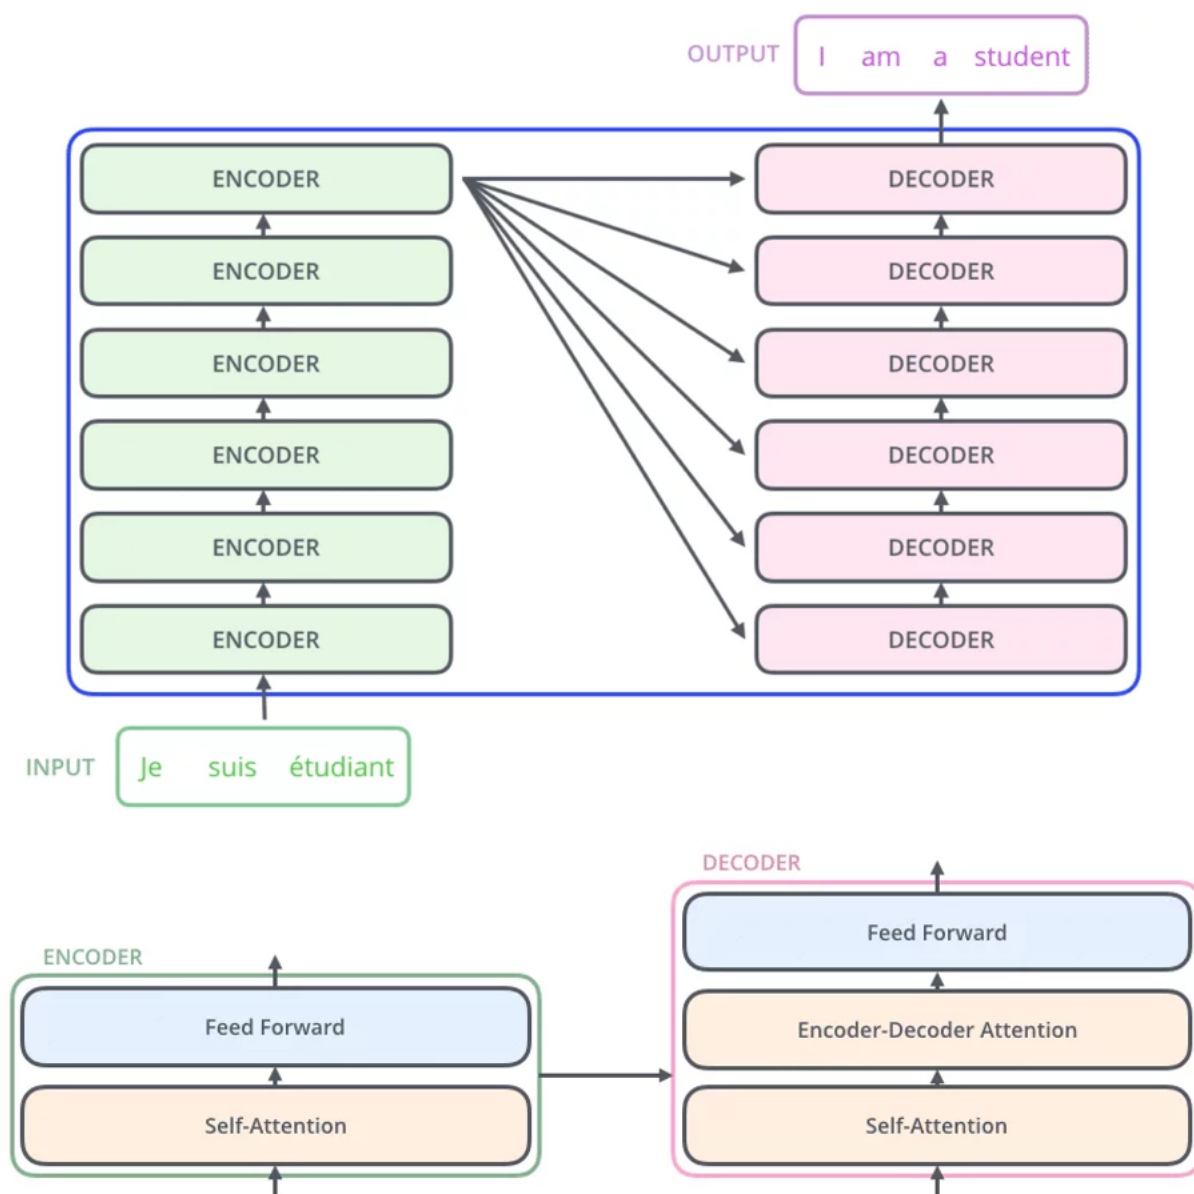 OUTPUT I am a student
ENCODER DECODER
ENCODER DECODER
ENCODER DECODER
ENCODER DECODER
ENCODER DECODER
ENCODER DECODER
INPUT Je suis étudiant
DECODER
Feed Forward
ENCODER
Feed Forward Encoder-Decoder Attention
Self-Attention Self-Attention